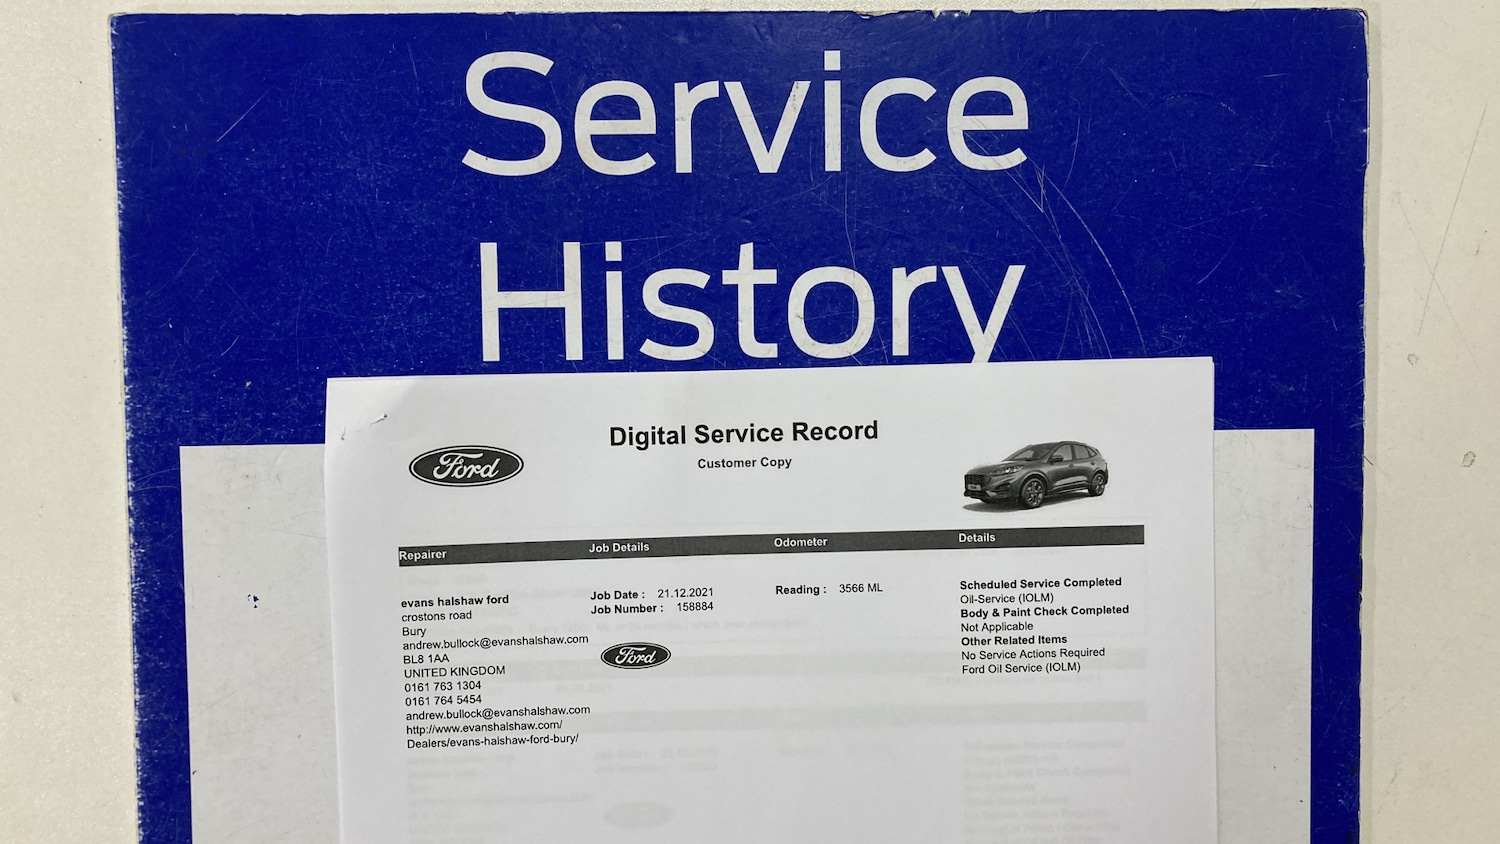 Service
History
Digital Service Record
Customer Copy
Ford
Repairer Job Details Odometer Details
evans halshaw ford
crostons road
Bury
andrew.bullock@evanshalshaw.com
BL8 1AA
UNITED KINGDOM
0161 763 1304
0161 764 5454
andrew.bullock@evanshalshaw.com
http://www.evanshalshaw.com/
Dealers/evans-halshaw-ford-bury/
Job Date : 21.12.2021
Job Number : 158884
Ford
Reading : 3566 ML
Scheduled Service Completed
Oil-Service (IOLM)
Body & Paint Check Completed
Not Applicable
Other Related Items
No Service Actions Required
Ford Oil Service (IOLM)